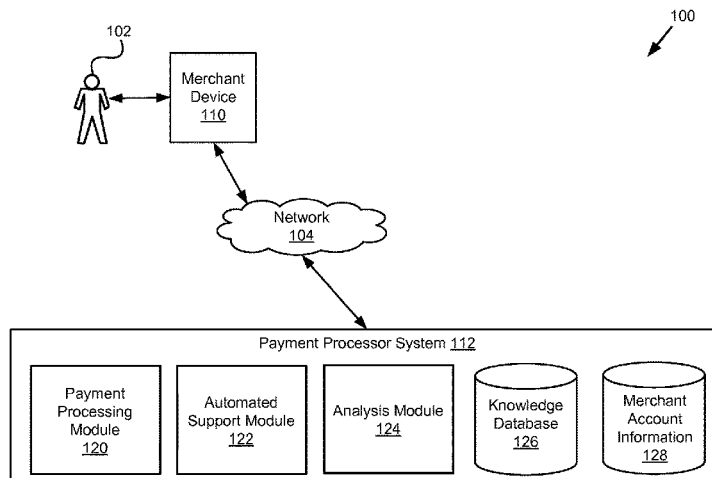 102
100
Merchant
Device
110
Network
104
Payment Processor System 112
Payment
Processing
Module
120
Automated
Support Module
122
Analysis Module
124
Knowledge
Database
126
Merchant
Account
Information
128